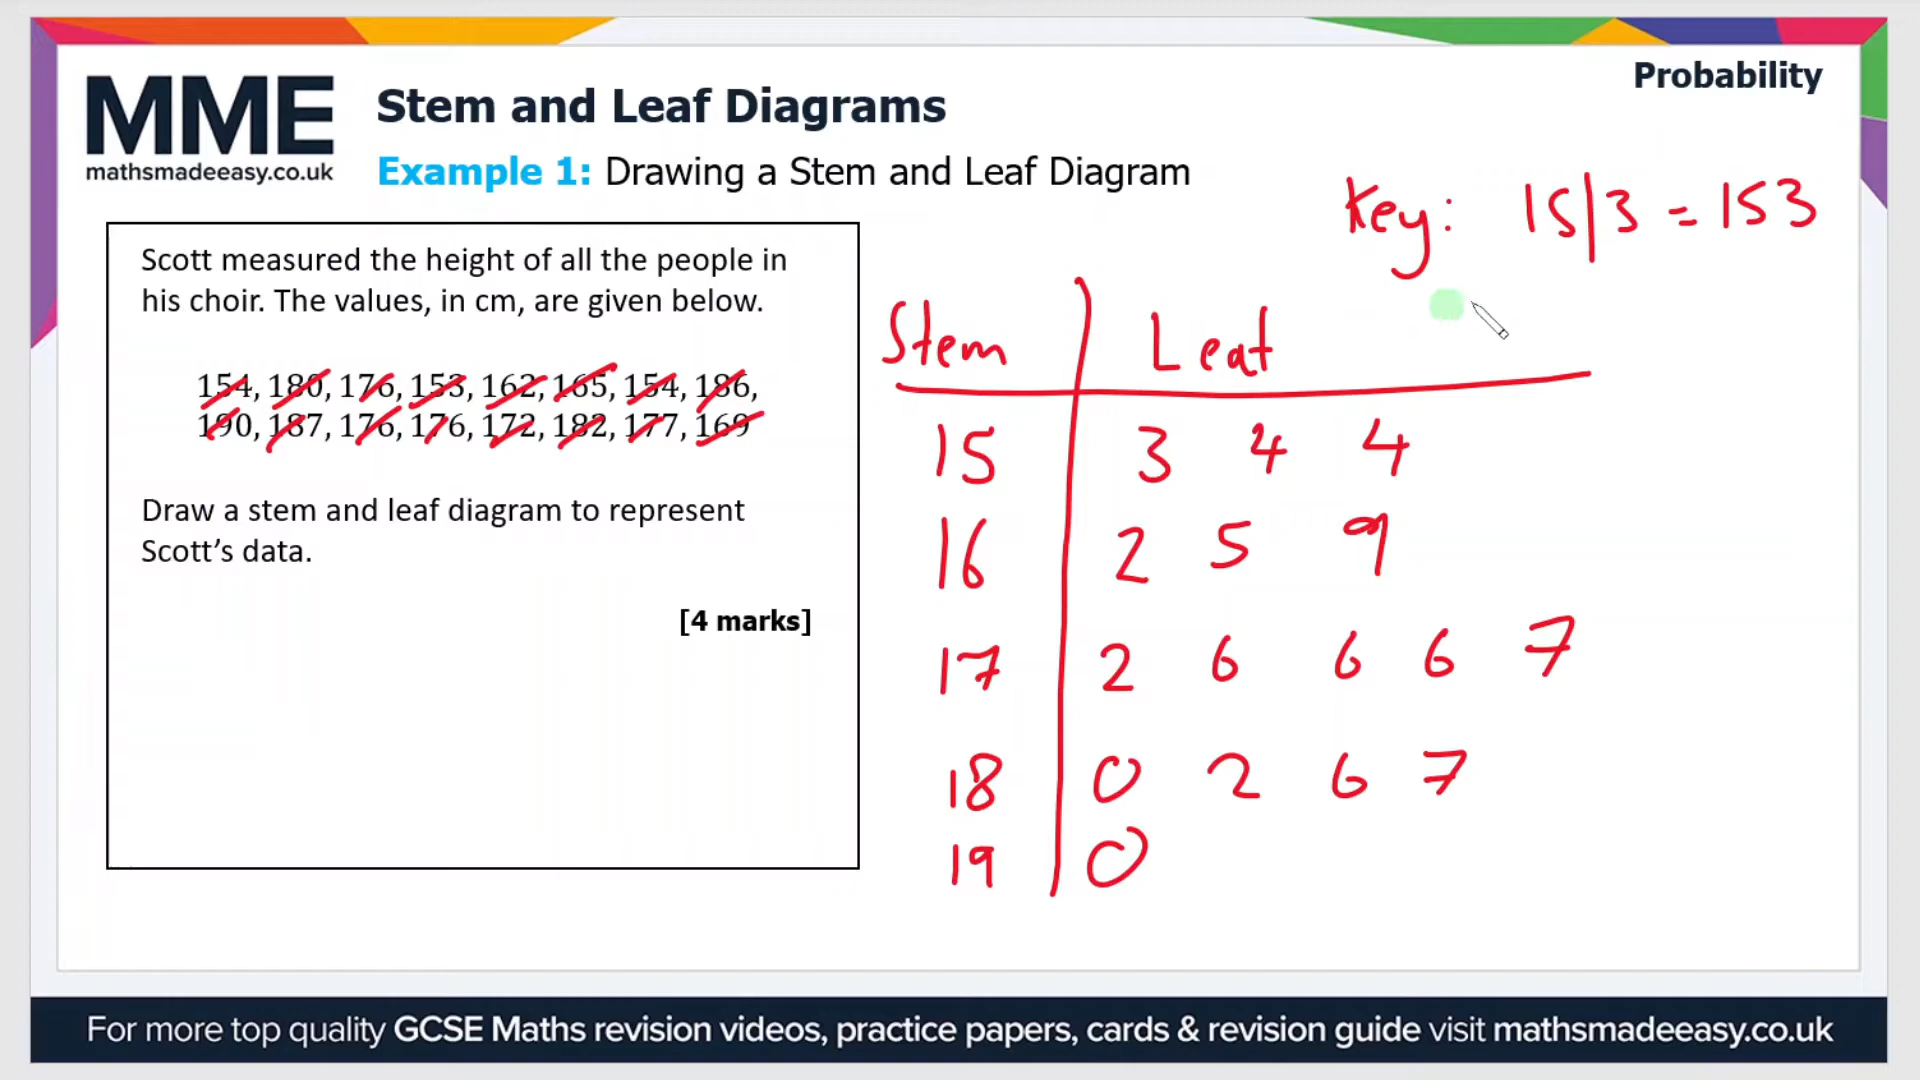 MME
mathsmadeeasy.co.uk
Stem and Leaf Diagrams
Probability
Example 1: Drawing a Stem and Leaf Diagram
Key: 15|3 = 153
Scott measured the height of all the people in
his choir. The values, in cm, are given below.
154, 180, 176, 153, 162, 165, 154, 186,
190, 187, 176, 176, 172, 182, 177, 169
Draw a stem and leaf diagram to represent
Scott's data.
[4 marks]
Stem | Leaf
15 | 3 4 4
16 | 2 5 9
17 | 2 6 6 6 7
18 | 0 2 6 7
19 | 0
For more top quality GCSE Maths revision videos, practice papers, cards & revision guide visit mathsmadeeasy.co.uk